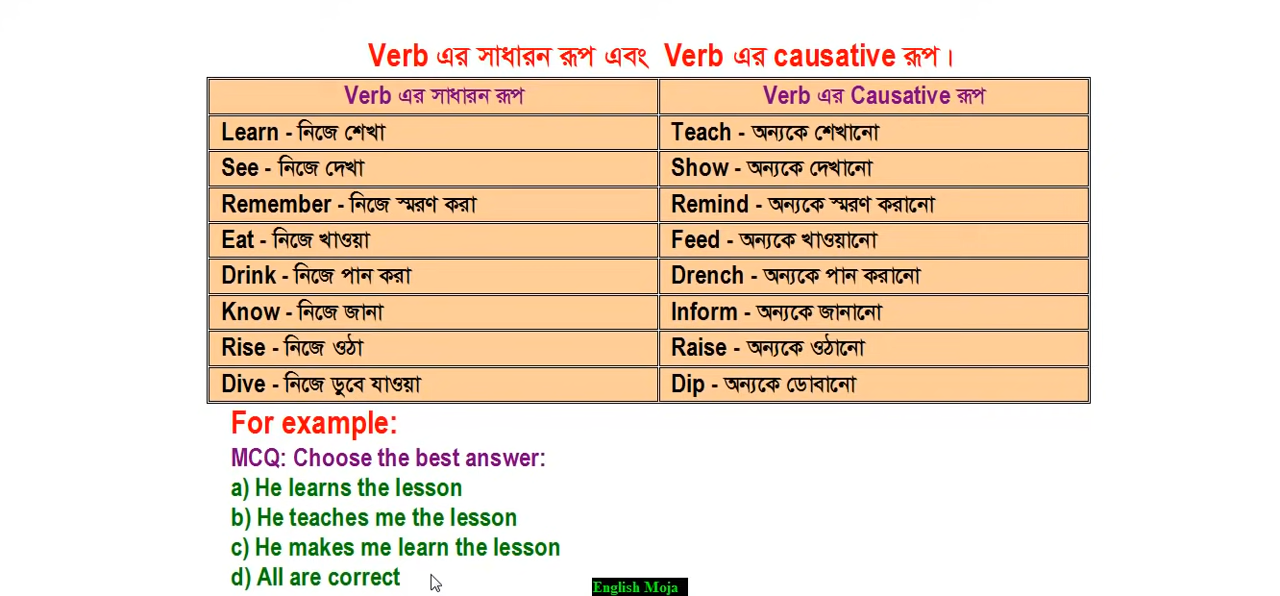 Verb এর সাধারন রূপ এবং Verb এর causative রূপ।
Verb এর সাধারন রূপ Verb এর Causative রূপ
Learn - নিজে শেখা Teach - অন্যকে শেখানো
See - নিজে দেখা Show - অন্যকে দেখানো
Remember - নিজে স্মরণ করা Remind - অন্যকে স্মরণ করানো
Eat - নিজে খাওয়া Feed - অন্যকে খাওয়ানো
Drink - নিজে পান করা Drench - অন্যকে পান করানো
Know - নিজে জানা Inform - অন্যকে জানানো
Rise - নিজে ওঠা Raise - অন্যকে ওঠানো
Dive - নিজে ডুবে যাওয়া Dip - অন্যকে ডোবানো
For example:
MCQ: Choose the best answer:
a) He learns the lesson
b) He teaches me the lesson
c) He makes me learn the lesson
d) All are correct
English Moja